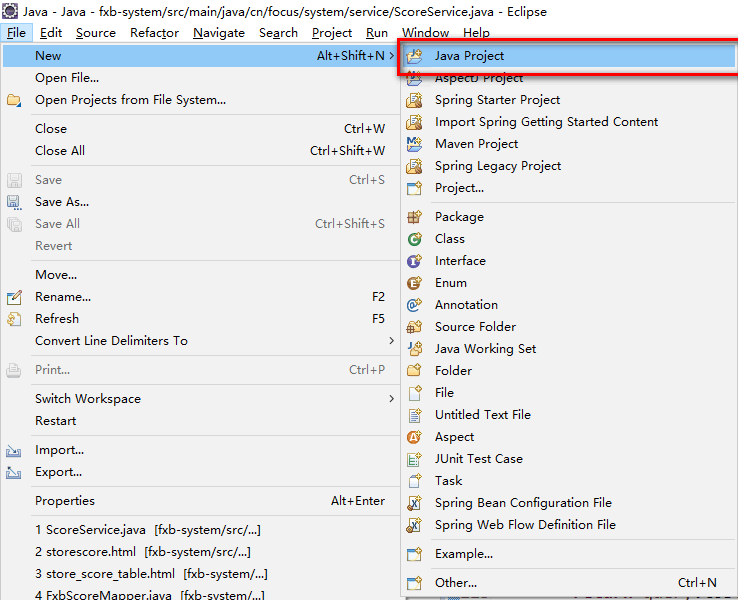 Java - Java - fxb-system/src/main/java/cn/focus/system/service/ScoreService.java - Eclipse
File Edit Source Refactor Navigate Search Project Run Window Help
New Alt+Shift+N >
Open File...
Open Projects from File System...
Close Ctrl+W
Close All Ctrl+Shift+W
Save Ctrl+S
Save As...
Save All Ctrl+Shift+S
Revert
Move...
Rename... F2
Refresh F5
Convert Line Delimiters To >
Print... Ctrl+P
Switch Workspace >
Restart
Import...
Export...
Properties Alt+Enter
1 ScoreService.java [fxb-system/src/...]
2 storescore.html [fxb-system/src/...]
3 store_score_table.html [fxb-system/...]
4 FxbScoreMapper.java [fxb-system/...]
Java Project
AspectJ Project
Spring Starter Project
Import Spring Getting Started Content
Maven Project
Spring Legacy Project
Project...
Package
Class
Interface
Enum
Annotation
Source Folder
Java Working Set
Folder
File
Untitled Text File
Aspect
JUnit Test Case
Task
Spring Bean Configuration File
Spring Web Flow Definition File
Example...
Other... Ctrl+N